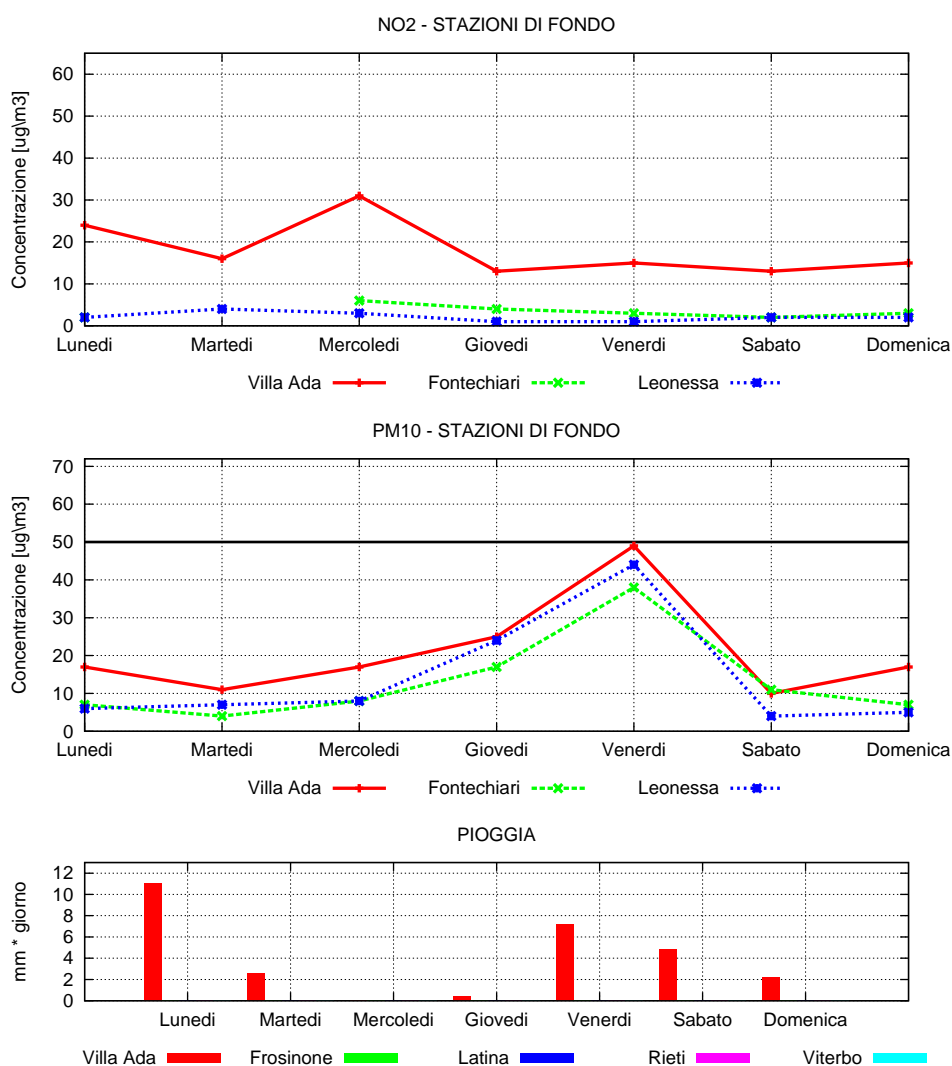 NO2 - STAZIONI DI FONDO
Concentrazione [ug\m3]
60
50
40
30
20
10
0
Lunedi Martedi Mercoledi Giovedi Venerdi Sabato Domenica
Villa Ada Fontechiari Leonessa
PM10 - STAZIONI DI FONDO
Concentrazione [ug\m3]
70
60
50
40
30
20
10
0
Lunedi Martedi Mercoledi Giovedi Venerdi Sabato Domenica
Villa Ada Fontechiari Leonessa
PIOGGIA
mm * giorno
12
10
8
6
4
2
0
Lunedi Martedi Mercoledi Giovedi Venerdi Sabato Domenica
Villa Ada Frosinone Latina Rieti Viterbo